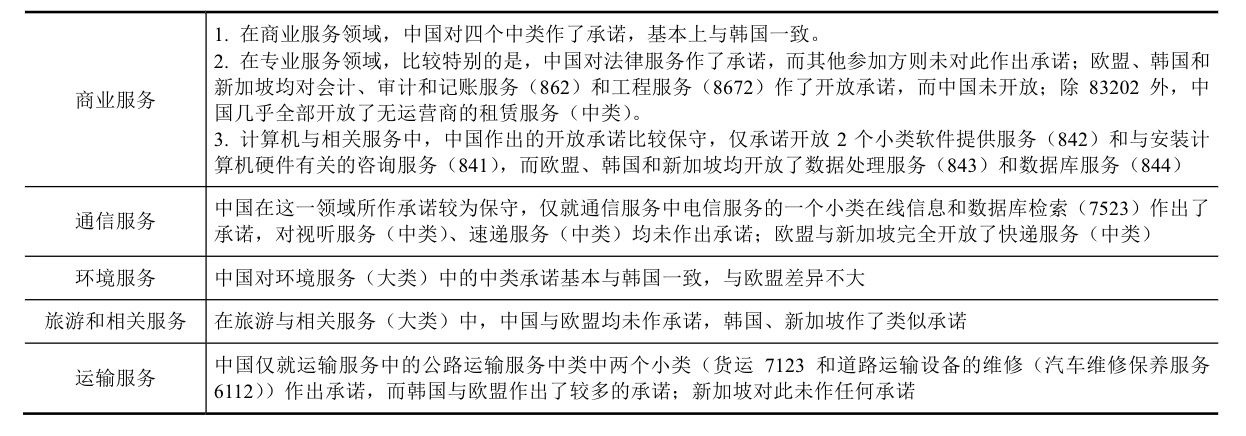 商业服务
1. 在商业服务领域，中国对四个中类作了承诺，基本上与韩国一致。
2. 在专业服务领域，比较特别的是，中国对法律服务作了承诺，而其他参加方则未对此作出承诺；欧盟、韩国和
新加坡均对会计、审计和记账服务（862）和工程服务（8672）作了开放承诺，而中国未开放；除 83202 外，中
国几乎全部开放了无运营商的租赁服务（中类）。
3. 计算机与相关服务中，中国作出的开放承诺比较保守，仅承诺开放 2 个小类软件提供服务（842）和与安装计
算机硬件有关的咨询服务（841），而欧盟、韩国和新加坡均开放了数据处理服务（843）和数据库服务（844）
通信服务
中国在这一领域所作承诺较为保守，仅就通信服务中电信服务的一个小类在线信息和数据库检索（7523）作出了
承诺，对视听服务（中类）、速递服务（中类）均未作出承诺；欧盟与新加坡完全开放了快递服务（中类）
环境服务
中国对环境服务（大类）中的中类承诺基本与韩国一致，与欧盟差异不大
旅游和相关服务
在旅游与相关服务（大类）中，中国与欧盟均未作承诺，韩国、新加坡作了类似承诺
运输服务
中国仅就运输服务中的公路运输服务中类中两个小类（货运 7123 和道路运输设备的维修（汽车维修保养服务
6112））作出承诺，而韩国与欧盟作出了较多的承诺；新加坡对此未作任何承诺